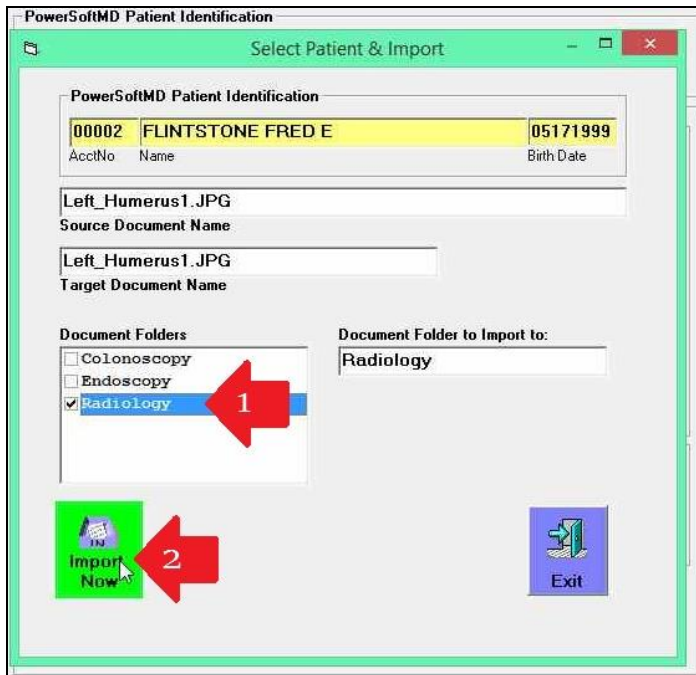 PowerSoftMD Patient Identification
Select Patient & Import
PowerSoftMD Patient Identification
00002 FLINTSTONE FRED E 05171999
AcctNo Name Birth Date
Left_Humerus1.JPG
Source Document Name
Left_Humerus1.JPG
Target Document Name
Document Folders Document Folder to Import to:
Colonoscopy Radiology
Endoscopy
Radiology 1
IN
Import 2
Now
Exit